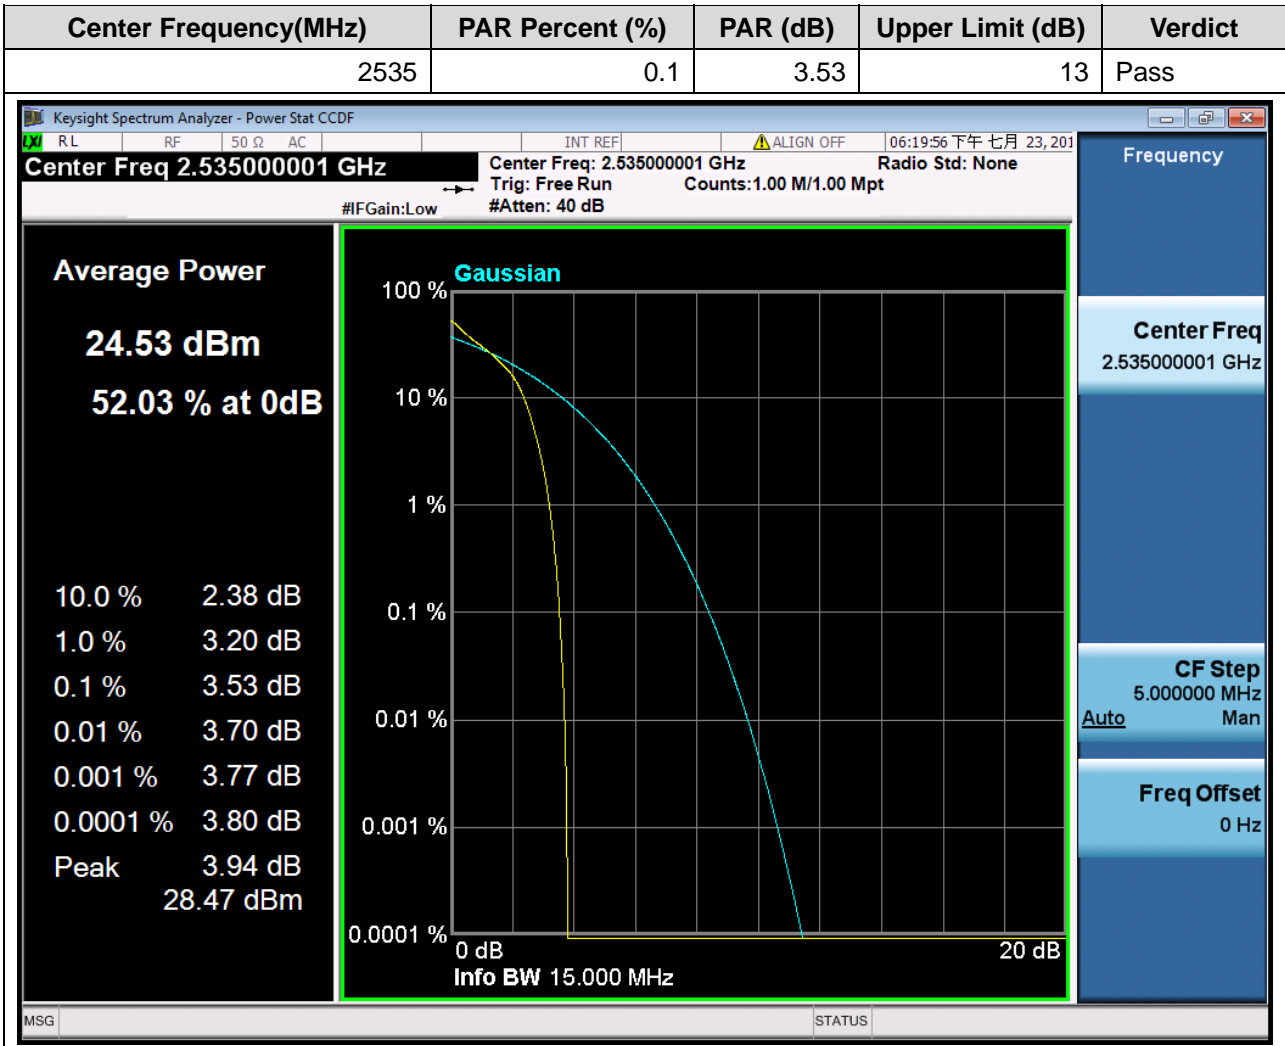 Center Frequency(MHz) PAR Percent (%) PAR (dB) Upper Limit (dB) Verdict
2535 0.1 3.53 13 Pass
Keysight Spectrum Analyzer - Power Stat CCDF
LXI RL RF 50 Ω AC INT REF ALIGN OFF 06:19:56 下午 七月 23, 201
Center Freq 2.535000001 GHz
Center Freq: 2.535000001 GHz Radio Std: None
Trig: Free Run Counts:1.00 M/1.00 Mpt
#IFGain:Low #Atten: 40 dB
Frequency
Average Power
24.53 dBm
52.03 % at 0dB
10.0 % 2.38 dB
1.0 % 3.20 dB
0.1 % 3.53 dB
0.01 % 3.70 dB
0.001 % 3.77 dB
0.0001 % 3.80 dB
Peak 3.94 dB
28.47 dBm
Gaussian
100 %
10 %
1 %
0.1 %
0.01 %
0.001 %
0.0001 %
0 dB 20 dB
Info BW 15.000 MHz
Center Freq
2.535000001 GHz
CF Step
5.000000 MHz
Auto Man
Freq Offset
0 Hz
MSG STATUS